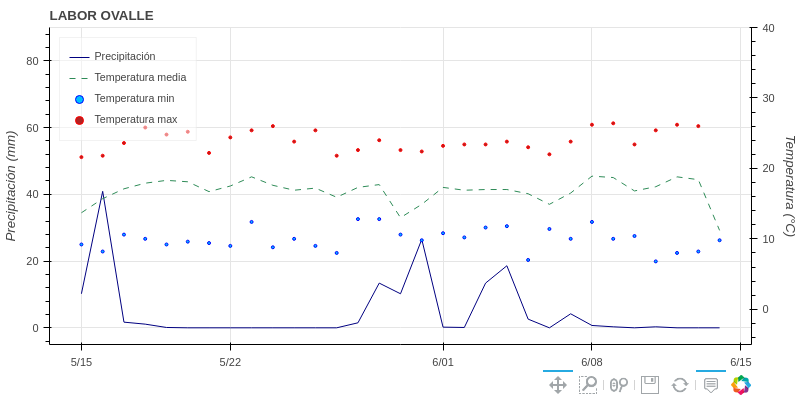 LABOR OVALLE
Precipitación
Temperatura media
Temperatura min
Temperatura max
Precipitación (mm)
80
60
40
20
0
Temperatura (°C)
40
30
20
10
0
5/15 5/22 6/01 6/08 6/15